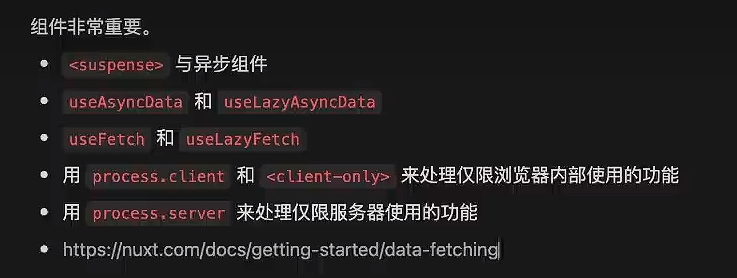 组件非常重要。
<suspense> 与异步组件
useAsyncData 和 useLazyAsyncData
useFetch 和 useLazyFetch
用 process.client 和 <client-only> 来处理仅限浏览器内部使用的功能
用 process.server 来处理仅限服务器使用的功能
https://nuxt.com/docs/getting-started/data-fetching